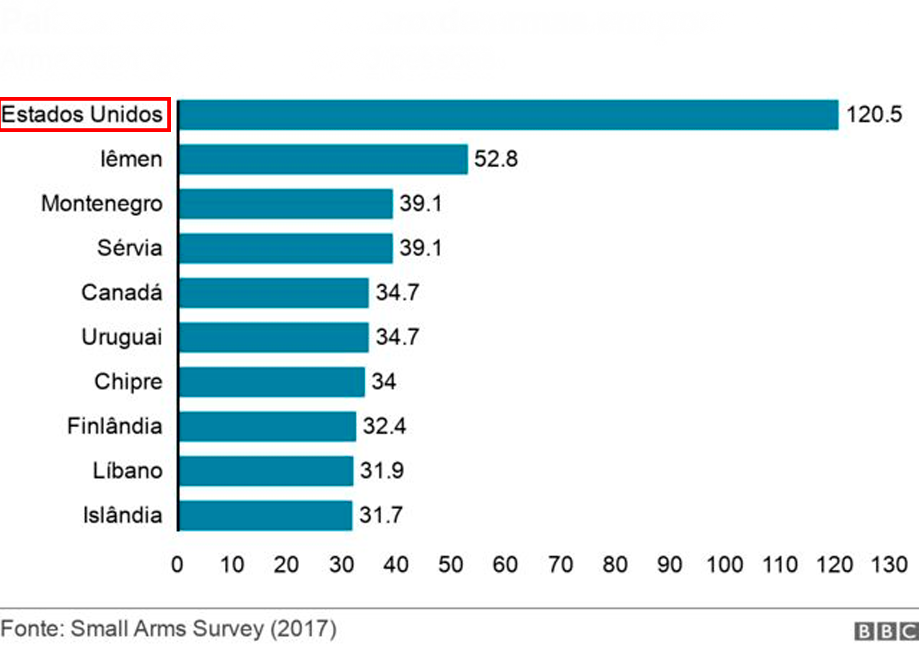 Estados Unidos 120.5
Iêmen 52.8
Montenegro 39.1
Sérvia 39.1
Canadá 34.7
Uruguai 34.7
Chipre 34
Finlândia 32.4
Líbano 31.9
Islândia 31.7
0 10 20 30 40 50 60 70 80 90 100 110 120 130
Fonte: Small Arms Survey (2017)
BBC